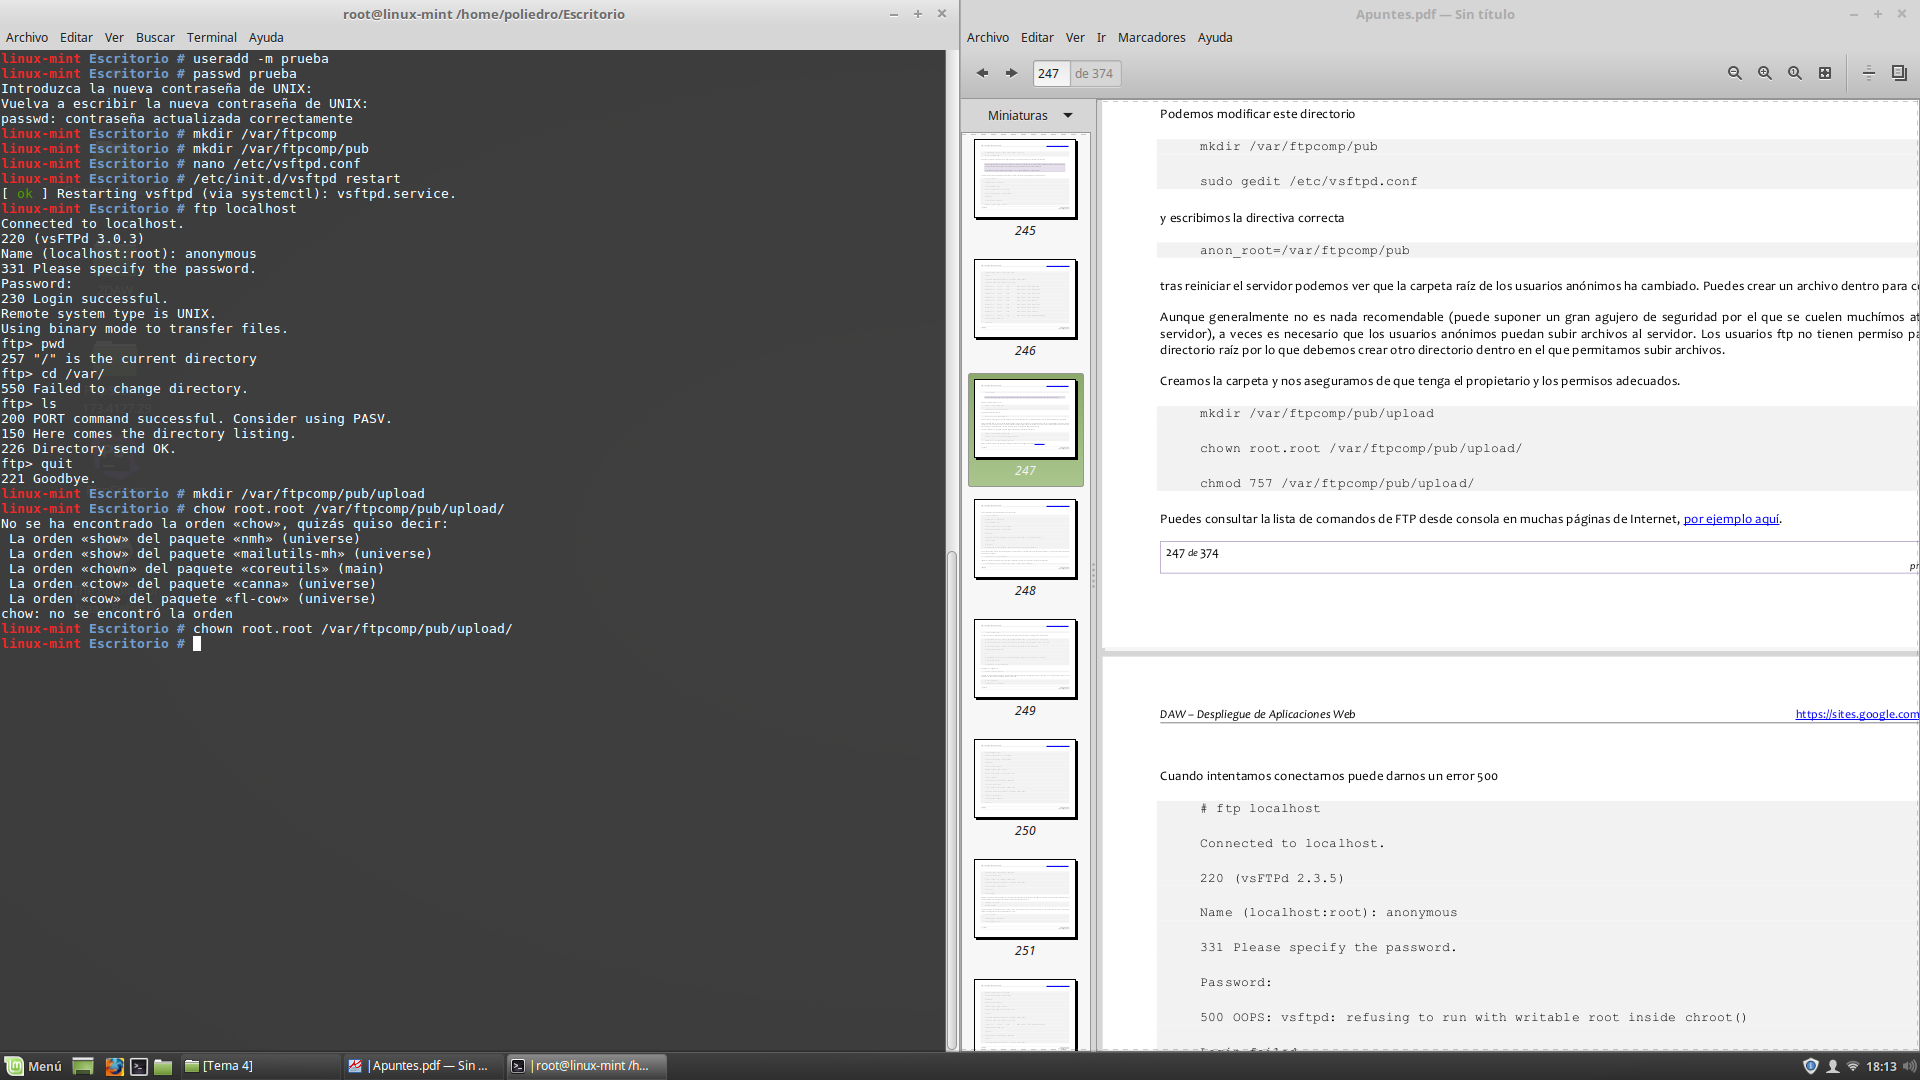 root@linux-mint /home/poliedro/Escritorio
Archivo Editar Ver Buscar Terminal Ayuda
linux-mint Escritorio # useradd -m prueba
linux-mint Escritorio # passwd prueba
Introduzca la nueva contraseña de UNIX:
Vuelva a escribir la nueva contraseña de UNIX:
passwd: contraseña actualizada correctamente
linux-mint Escritorio # mkdir /var/ftpcomp
linux-mint Escritorio # mkdir /var/ftpcomp/pub
linux-mint Escritorio # nano /etc/vsftpd.conf
linux-mint Escritorio # /etc/init.d/vsftpd restart
[ ok ] Restarting vsftpd (via systemctl): vsftpd.service.
linux-mint Escritorio # ftp localhost
Connected to localhost.
220 (vsFTPd 3.0.3)
Name (localhost:root): anonymous
331 Please specify the password.
Password:
230 Login successful.
Remote system type is UNIX.
Using binary mode to transfer files.
ftp> pwd
257 "/" is the current directory
ftp> cd /var/
550 Failed to change directory.
ftp> ls
200 PORT command successful. Consider using PASV.
150 Here comes the directory listing.
226 Directory send OK.
ftp> quit
221 Goodbye.
linux-mint Escritorio # mkdir /var/ftpcomp/pub/upload
linux-mint Escritorio # chow root.root /var/ftpcomp/pub/upload/
No se ha encontrado la orden «chow», quizás quiso decir:
La orden «show» del paquete «nmh» (universe)
La orden «show» del paquete «mailutils-mh» (universe)
La orden «chown» del paquete «coreutils» (main)
La orden «ctow» del paquete «canna» (universe)
La orden «cow» del paquete «fl-cow» (universe)
chow: no se encontró la orden
linux-mint Escritorio # chown root.root /var/ftpcomp/pub/upload/
linux-mint Escritorio #
Apuntes.pdf — Sin título
Archivo Editar Ver Ir Marcadores Ayuda
247 de 374
Miniaturas
245
246
247
248
249
250
251
Podemos modificar este directorio
mkdir /var/ftpcomp/pub
sudo gedit /etc/vsftpd.conf
y escribimos la directiva correcta
anon_root=/var/ftpcomp/pub
tras reiniciar el servidor podemos ver que la carpeta raíz de los usuarios anónimos ha cambiado. Puedes crear un archivo dentro para c
Aunque generalmente no es nada recomendable (puede suponer un gran agujero de seguridad por el que se cuelen muchímos at
servidor), a veces es necesario que los usuarios anónimos puedan subir archivos al servidor. Los usuarios ftp no tienen permiso pa
directorio raíz por lo que debemos crear otro directorio dentro en el que permitamos subir archivos.
Creamos la carpeta y nos aseguramos de que tenga el propietario y los permisos adecuados.
mkdir /var/ftpcomp/pub/upload
chown root.root /var/ftpcomp/pub/upload/
chmod 757 /var/ftpcomp/pub/upload/
Puedes consultar la lista de comandos de FTP desde consola en muchas páginas de Internet, por ejemplo aquí.
247 de 374
pr
DAW – Despliegue de Aplicaciones Web https://sites.google.com
Cuando intentamos conectarnos puede darnos un error 500
# ftp localhost
Connected to localhost.
220 (vsFTPd 2.3.5)
Name (localhost:root): anonymous
331 Please specify the password.
Password:
500 OOPS: vsftpd: refusing to run with writable root inside chroot()
Login failed
Menú [Tema 4] Apuntes.pdf — Sin ... root@linux-mint /h... 18:13